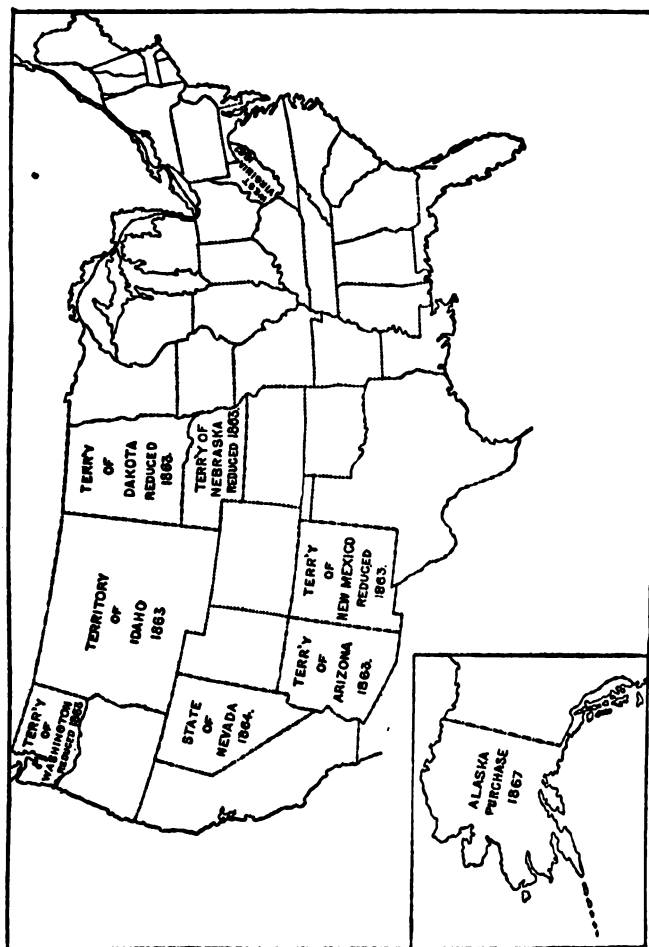 TERR'Y
OF
WASHINGTON
REDUCED 1863
TERRITORY
OF
IDAHO
1863
TERR'Y
OF
DAKOTA
REDUCED
1863.
TERR'Y OF
NEBRASKA
REDUCED 1863.
STATE
OF
NEVADA
1864.
TERR'Y
OF
ARIZONA
1863.
TERR'Y
OF
NEW MEXICO
REDUCED
1863.
WEST
VIRGINIA
ALASKA
PURCHASE
1867